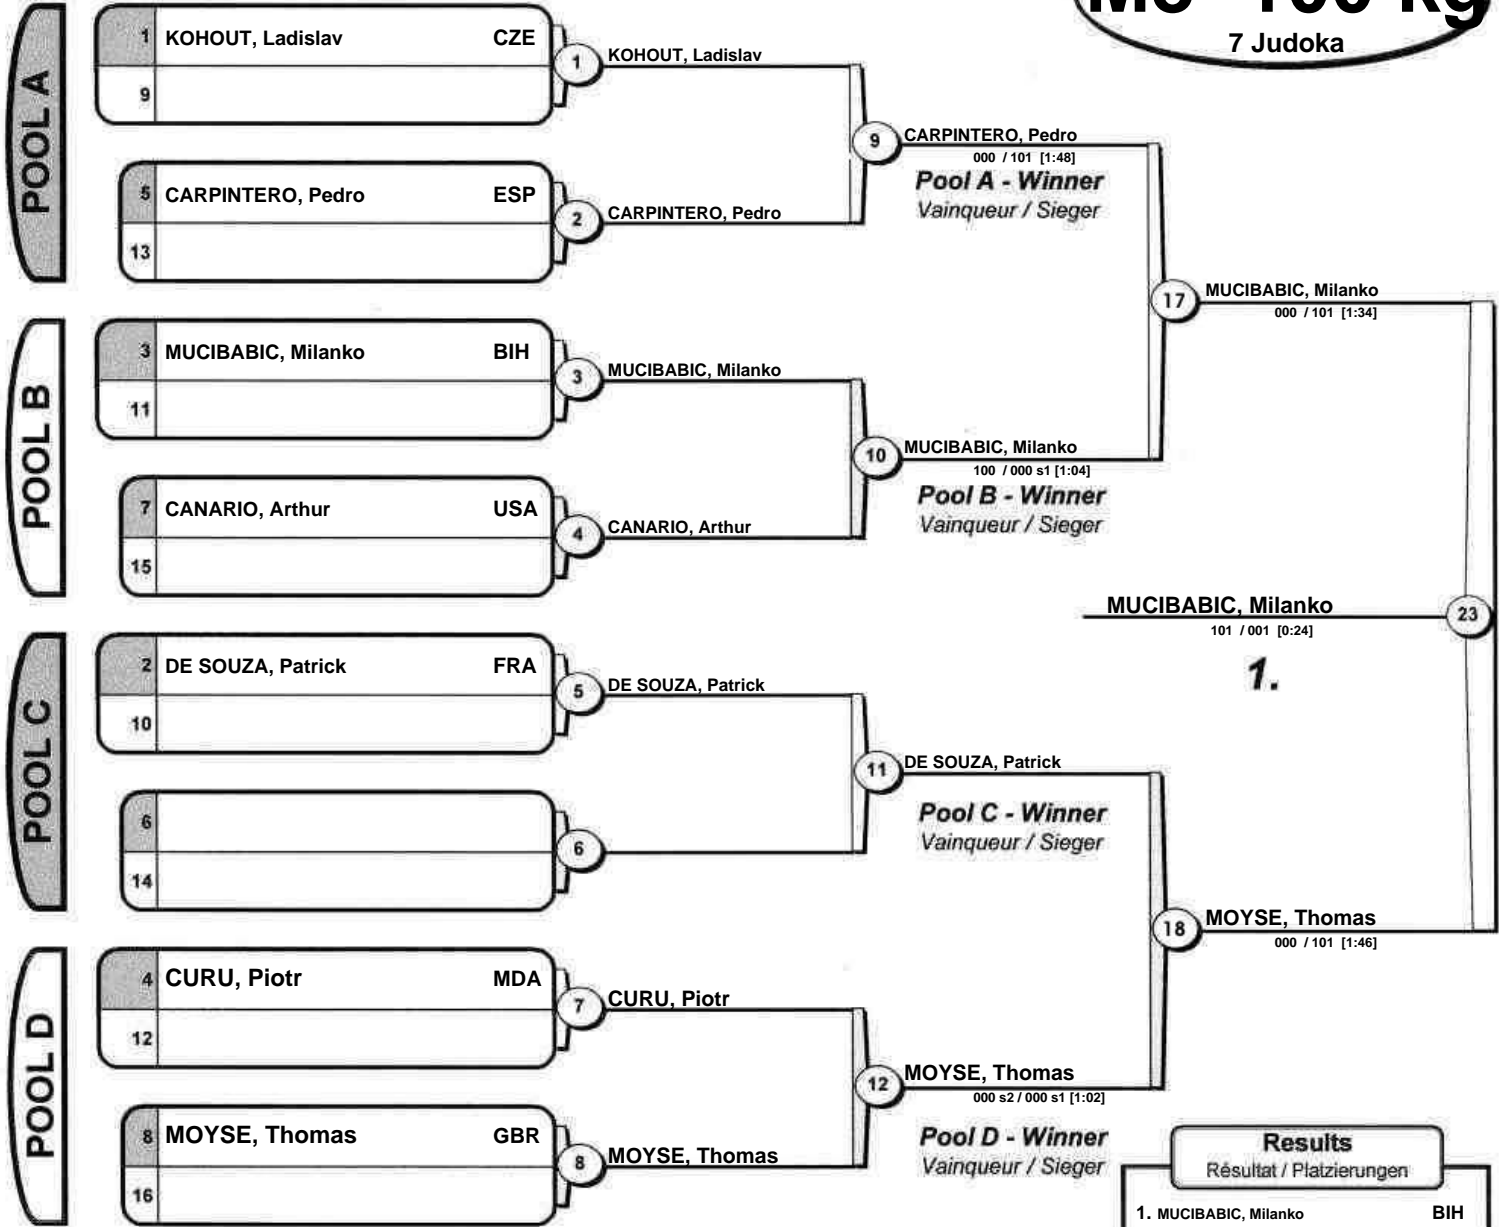 7 Judoka
POOL A
1 KOHOUT, Ladislav CZE
9
1 KOHOUT, Ladislav
5 CARPINTERO, Pedro ESP
13
2 CARPINTERO, Pedro
9 CARPINTERO, Pedro
000 / 101 [1:48]
Pool A - Winner
Vainqueur / Sieger
POOL B
3 MUCIBABIC, Milanko BIH
11
3 MUCIBABIC, Milanko
7 CANARIO, Arthur USA
15
4 CANARIO, Arthur
10 MUCIBABIC, Milanko
100 / 000 s1 [1:04]
Pool B - Winner
Vainqueur / Sieger
17 MUCIBABIC, Milanko
000 / 101 [1:34]
MUCIBABIC, Milanko 23
101 / 001 [0:24]
1.
POOL C
2 DE SOUZA, Patrick FRA
10
5 DE SOUZA, Patrick
6
14
6
11 DE SOUZA, Patrick
Pool C - Winner
Vainqueur / Sieger
POOL D
4 CURU, Piotr MDA
12
7 CURU, Piotr
8 MOYSE, Thomas GBR
16
8 MOYSE, Thomas
12 MOYSE, Thomas
000 s2 / 000 s1 [1:02]
Pool D - Winner
Vainqueur / Sieger
18 MOYSE, Thomas
000 / 101 [1:46]
Results
Résultat / Platzierungen
1. MUCIBABIC, Milanko BIH